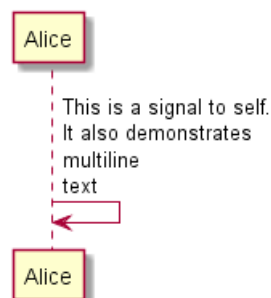 Alice
This is a signal to self.
It also demonstrates
multiline
text
Alice